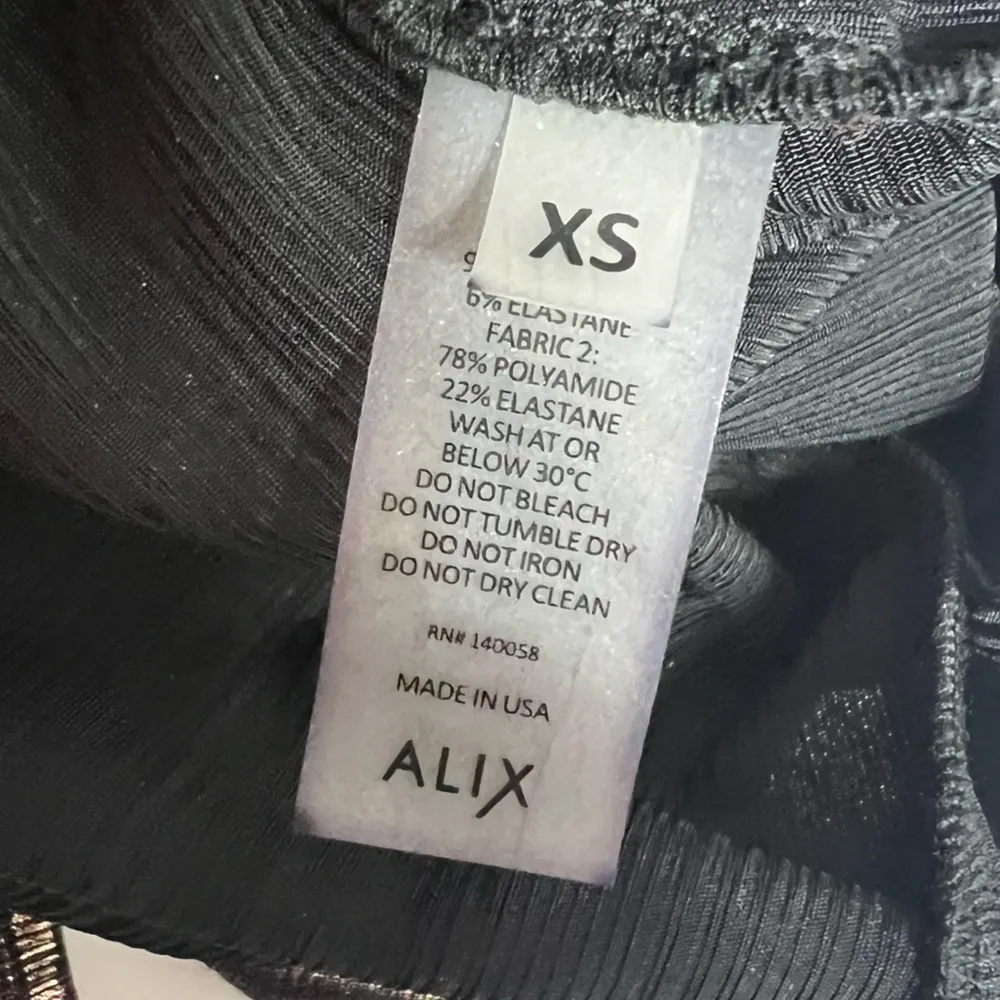 XS
6% ELASTANE
FABRIC 2:
78% POLYAMIDE
22% ELASTANE
WASH AT OR
BELOW 30°C
DO NOT BLEACH
DO NOT TUMBLE DRY
DO NOT IRON
DO NOT DRY CLEAN
RN# 140058
MADE IN USA
ALIX